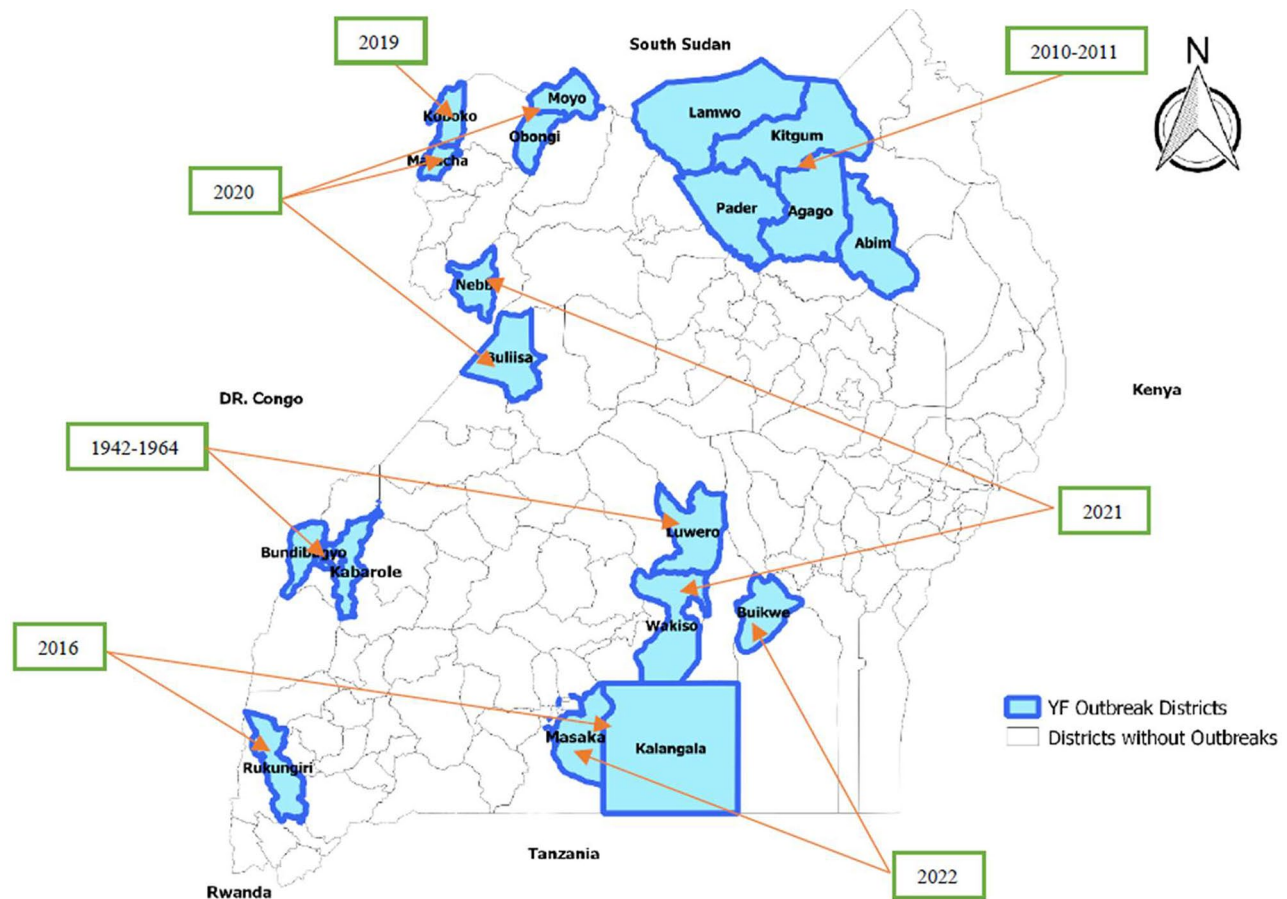 2019
South Sudan
2010-2011
N
Moyo
Koboko
Obongi
Lamwo
Kitgum
Maracha
2020
Pader
Agago
Abim
Nebb
Buliisa
DR. Congo
Kenya
1942-1964
2021
Luwero
Bundibugyo
Kabarole
Buikwe
Wakiso
2016
YF Outbreak Districts
Districts without Outbreaks
Masaka
Kalangala
Rukungiri
Tanzania
2022
Rwanda